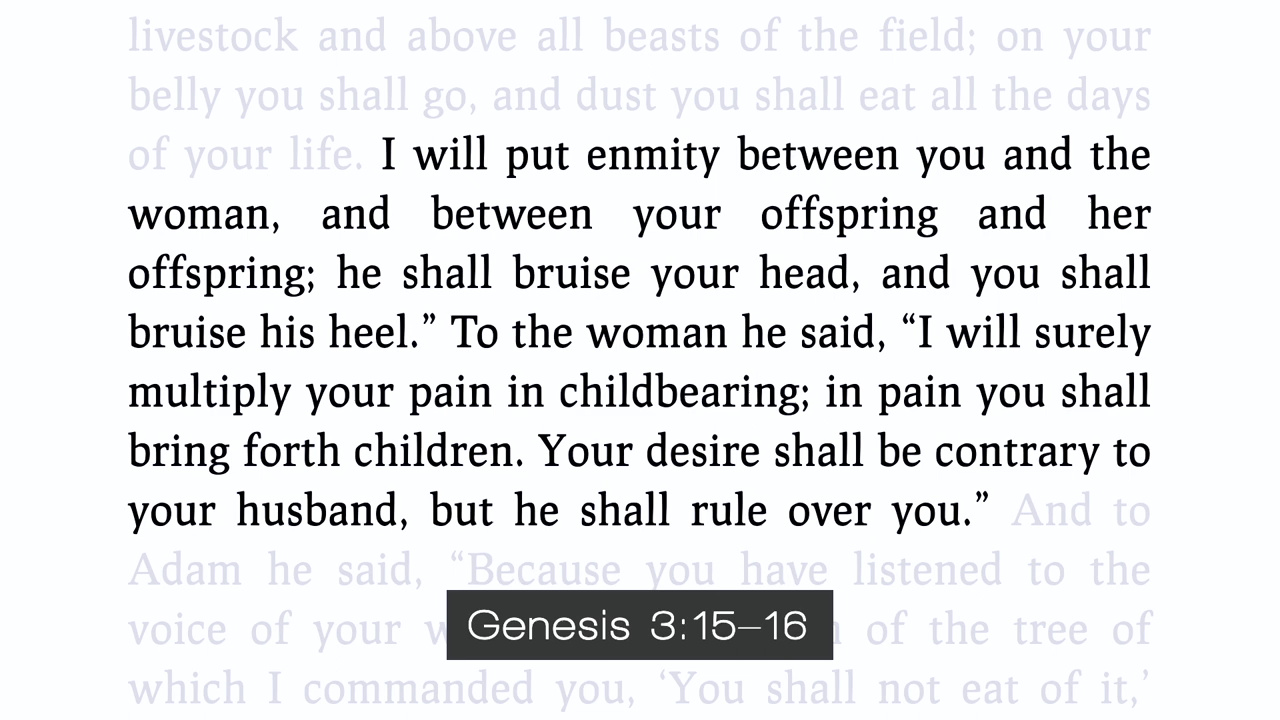 livestock and above all beasts of the field; on your
belly you shall go, and dust you shall eat all the days
of your life. I will put enmity between you and the
woman, and between your offspring and her
offspring; he shall bruise your head, and you shall
bruise his heel.” To the woman he said, “I will surely
multiply your pain in childbearing; in pain you shall
bring forth children. Your desire shall be contrary to
your husband, but he shall rule over you.” And to
Adam he said, “Because you have listened to the
voice of your of the tree of
Genesis 3:15–16
which I commanded you, ‘You shall not eat of it,’